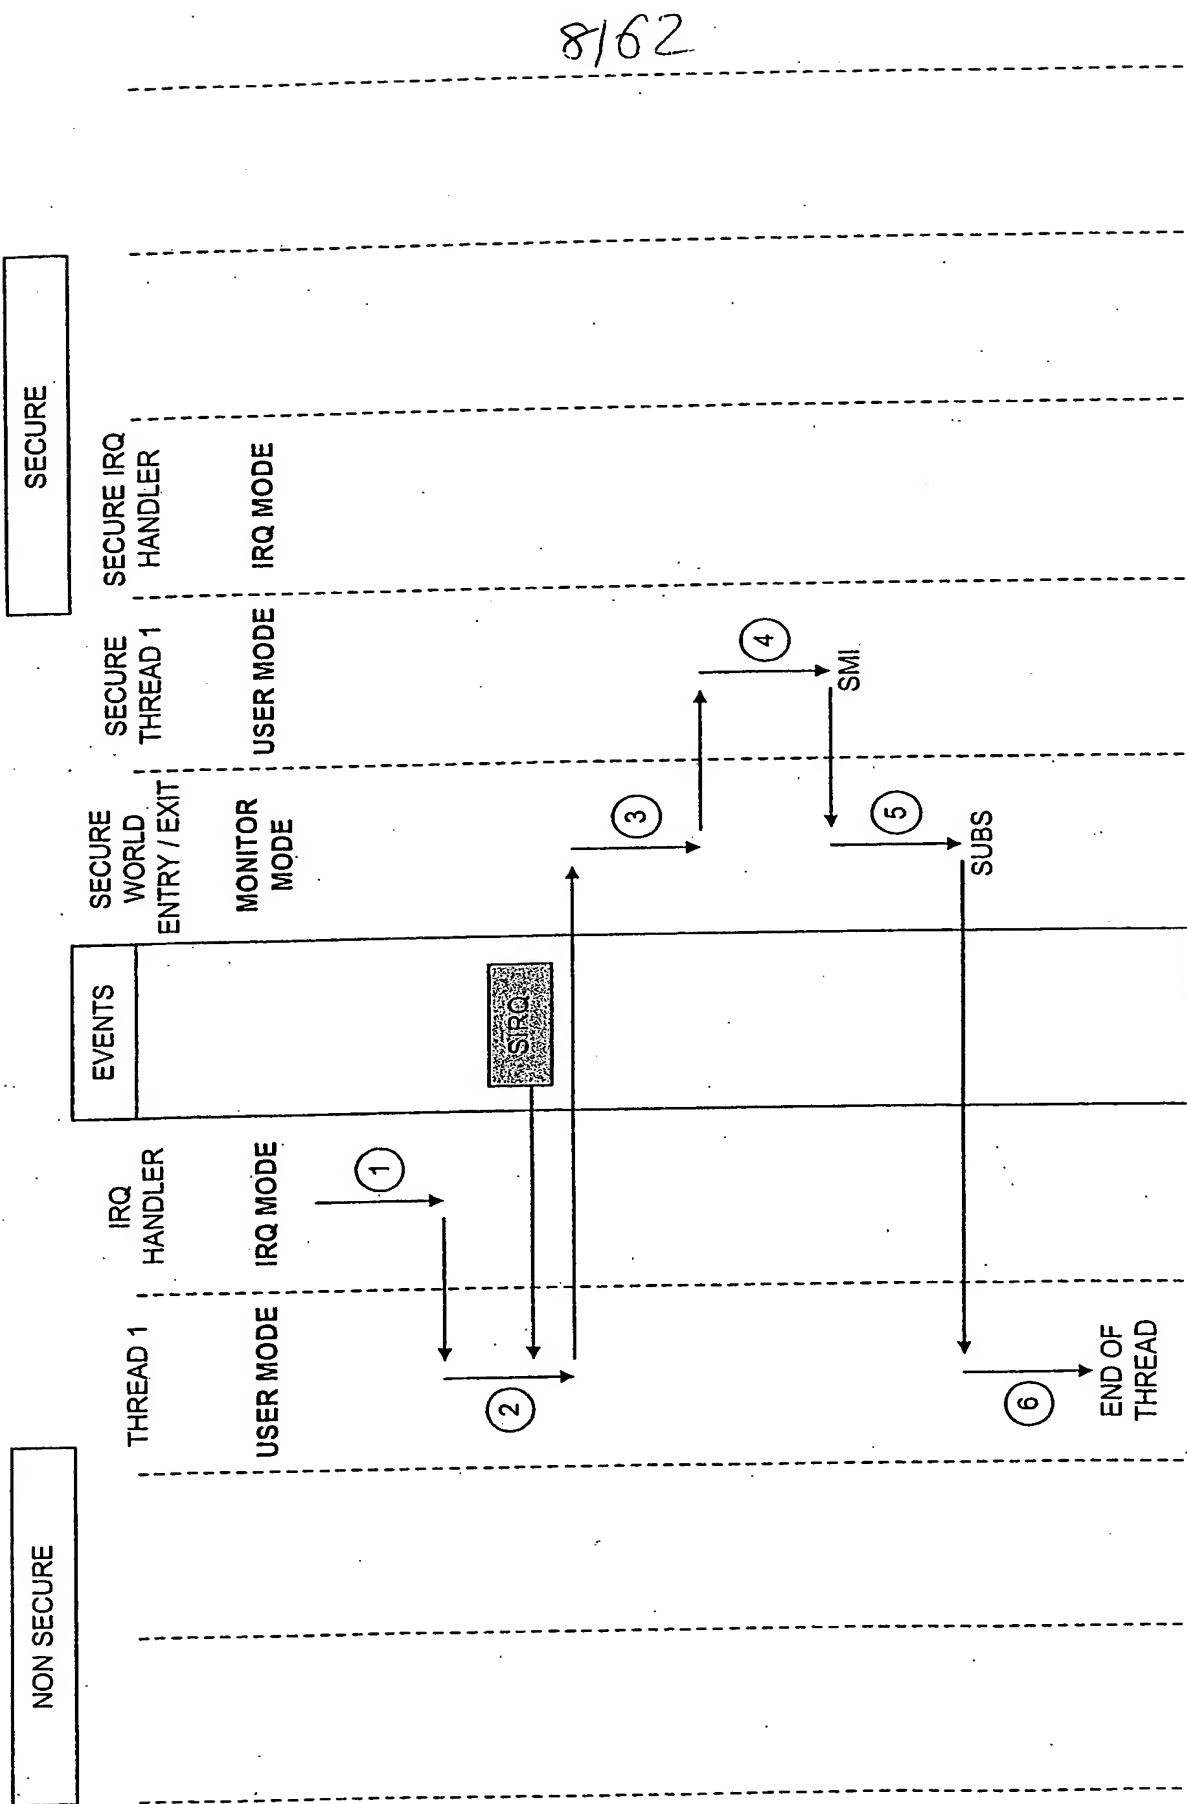 8/62
NON SECURE
SECURE
EVENTS
THREAD 1
USER MODE
IRQ
HANDLER
IRQ MODE
SECURE
WORLD
ENTRY / EXIT
MONITOR
MODE
SECURE
THREAD 1
USER MODE
SECURE IRQ
HANDLER
IRQ MODE
1
2
SIRQ
3
4
SMI
5
SUBS
6
END OF
THREAD